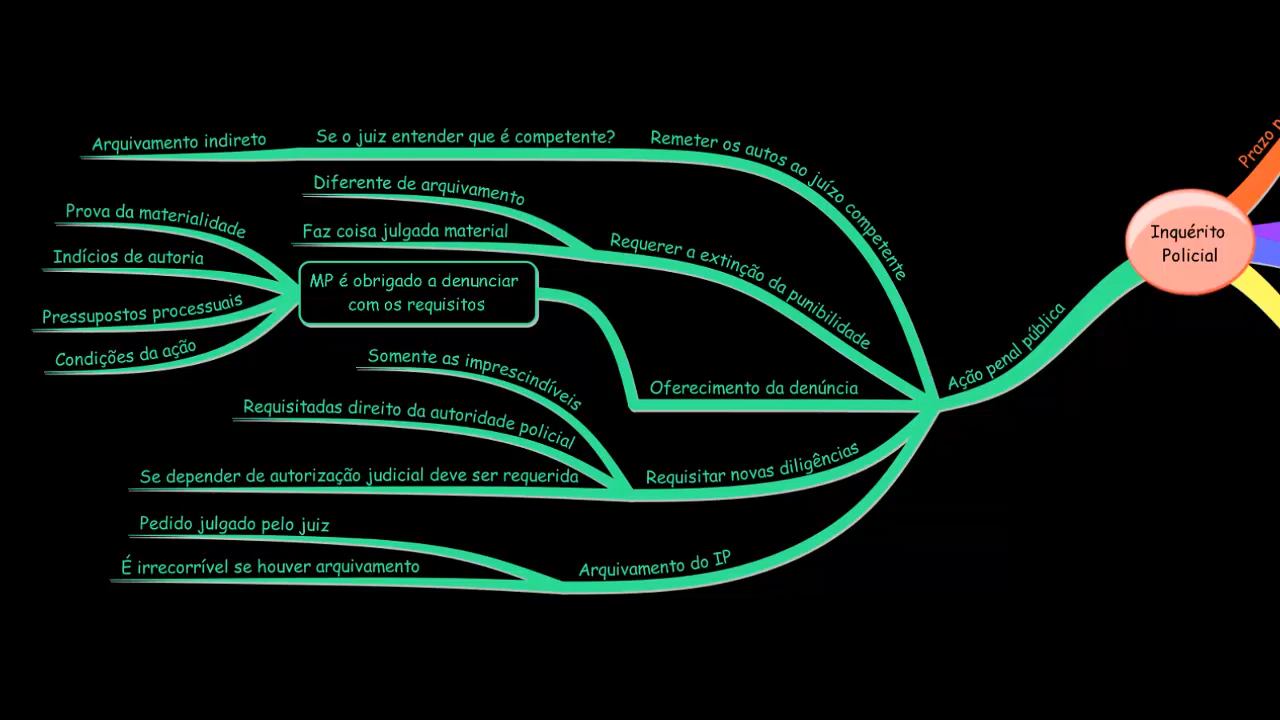 Arquivamento indireto
Se o juiz entender que é competente?
Remeter os autos ao juízo competente
Diferente de arquivamento
Faz coisa julgada material
Requerer a extinção da punibilidade
Prova da materialidade
Indícios de autoria
Pressupostos processuais
Condições da ação
MP é obrigado a denunciar
com os requisitos
Oferecimento da denúncia
Somente as imprescindíveis
Requisitadas direito da autoridade policial
Se depender de autorização judicial deve ser requerida
Requisitar novas diligências
Pedido julgado pelo juiz
É irrecorrível se houver arquivamento
Arquivamento do IP
Ação penal pública
Inquérito
Policial
Prazo